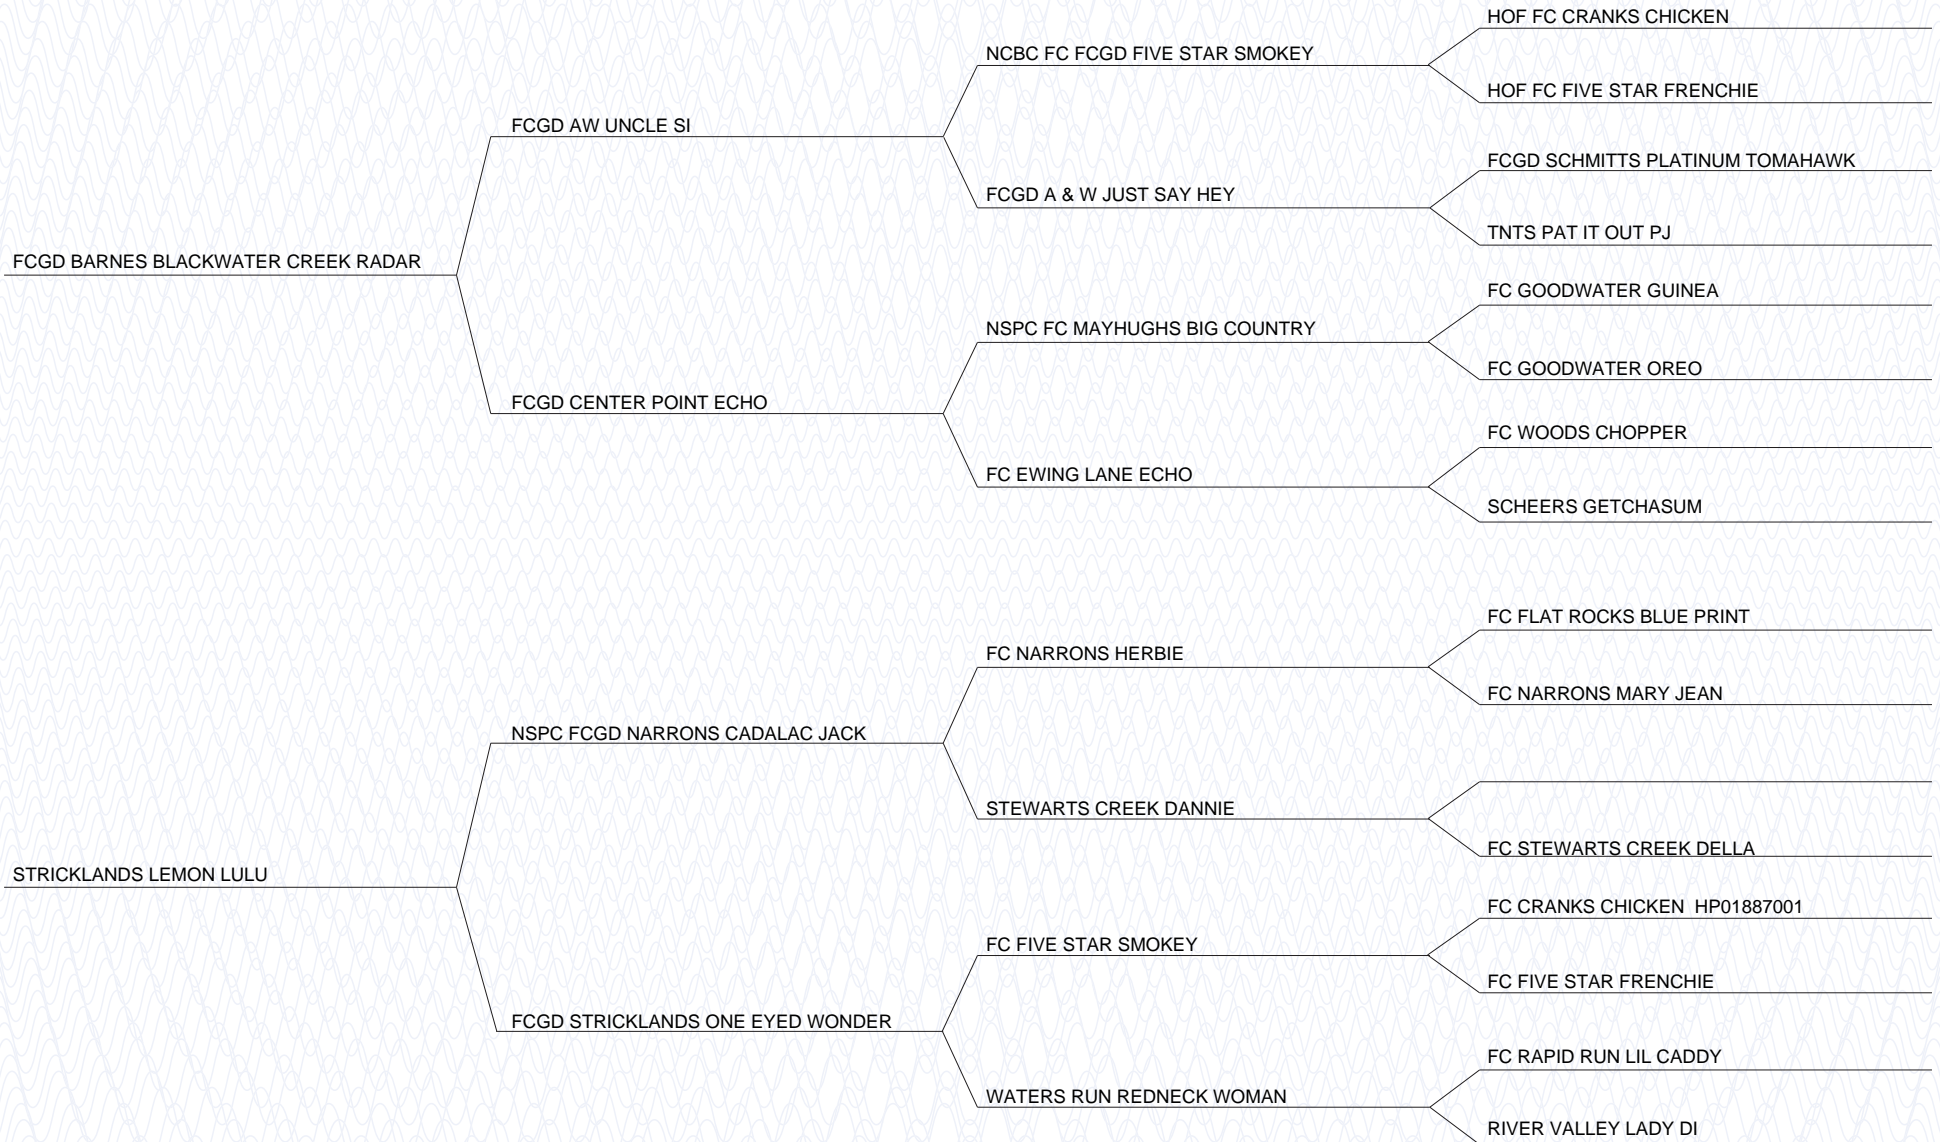 HOF FC CRANKS CHICKEN
NCBC FC FCGD FIVE STAR SMOKEY
HOF FC FIVE STAR FRENCHIE
FCGD AW UNCLE SI
FCGD SCHMITTS PLATINUM TOMAHAWK
FCGD A & W JUST SAY HEY
TNTS PAT IT OUT PJ
FCGD BARNES BLACKWATER CREEK RADAR
FC GOODWATER GUINEA
NSPC FC MAYHUGHS BIG COUNTRY
FC GOODWATER OREO
FCGD CENTER POINT ECHO
FC WOODS CHOPPER
FC EWING LANE ECHO
SCHEERS GETCHASUM
FC FLAT ROCKS BLUE PRINT
FC NARRONS HERBIE
FC NARRONS MARY JEAN
NSPC FCGD NARRONS CADALAC JACK
STEWARTS CREEK DANNIE
FC STEWARTS CREEK DELLA
STRICKLANDS LEMON LULU
FC CRANKS CHICKEN HP01887001
FC FIVE STAR SMOKEY
FC FIVE STAR FRENCHIE
FCGD STRICKLANDS ONE EYED WONDER
FC RAPID RUN LIL CADDY
WATERS RUN REDNECK WOMAN
RIVER VALLEY LADY DI